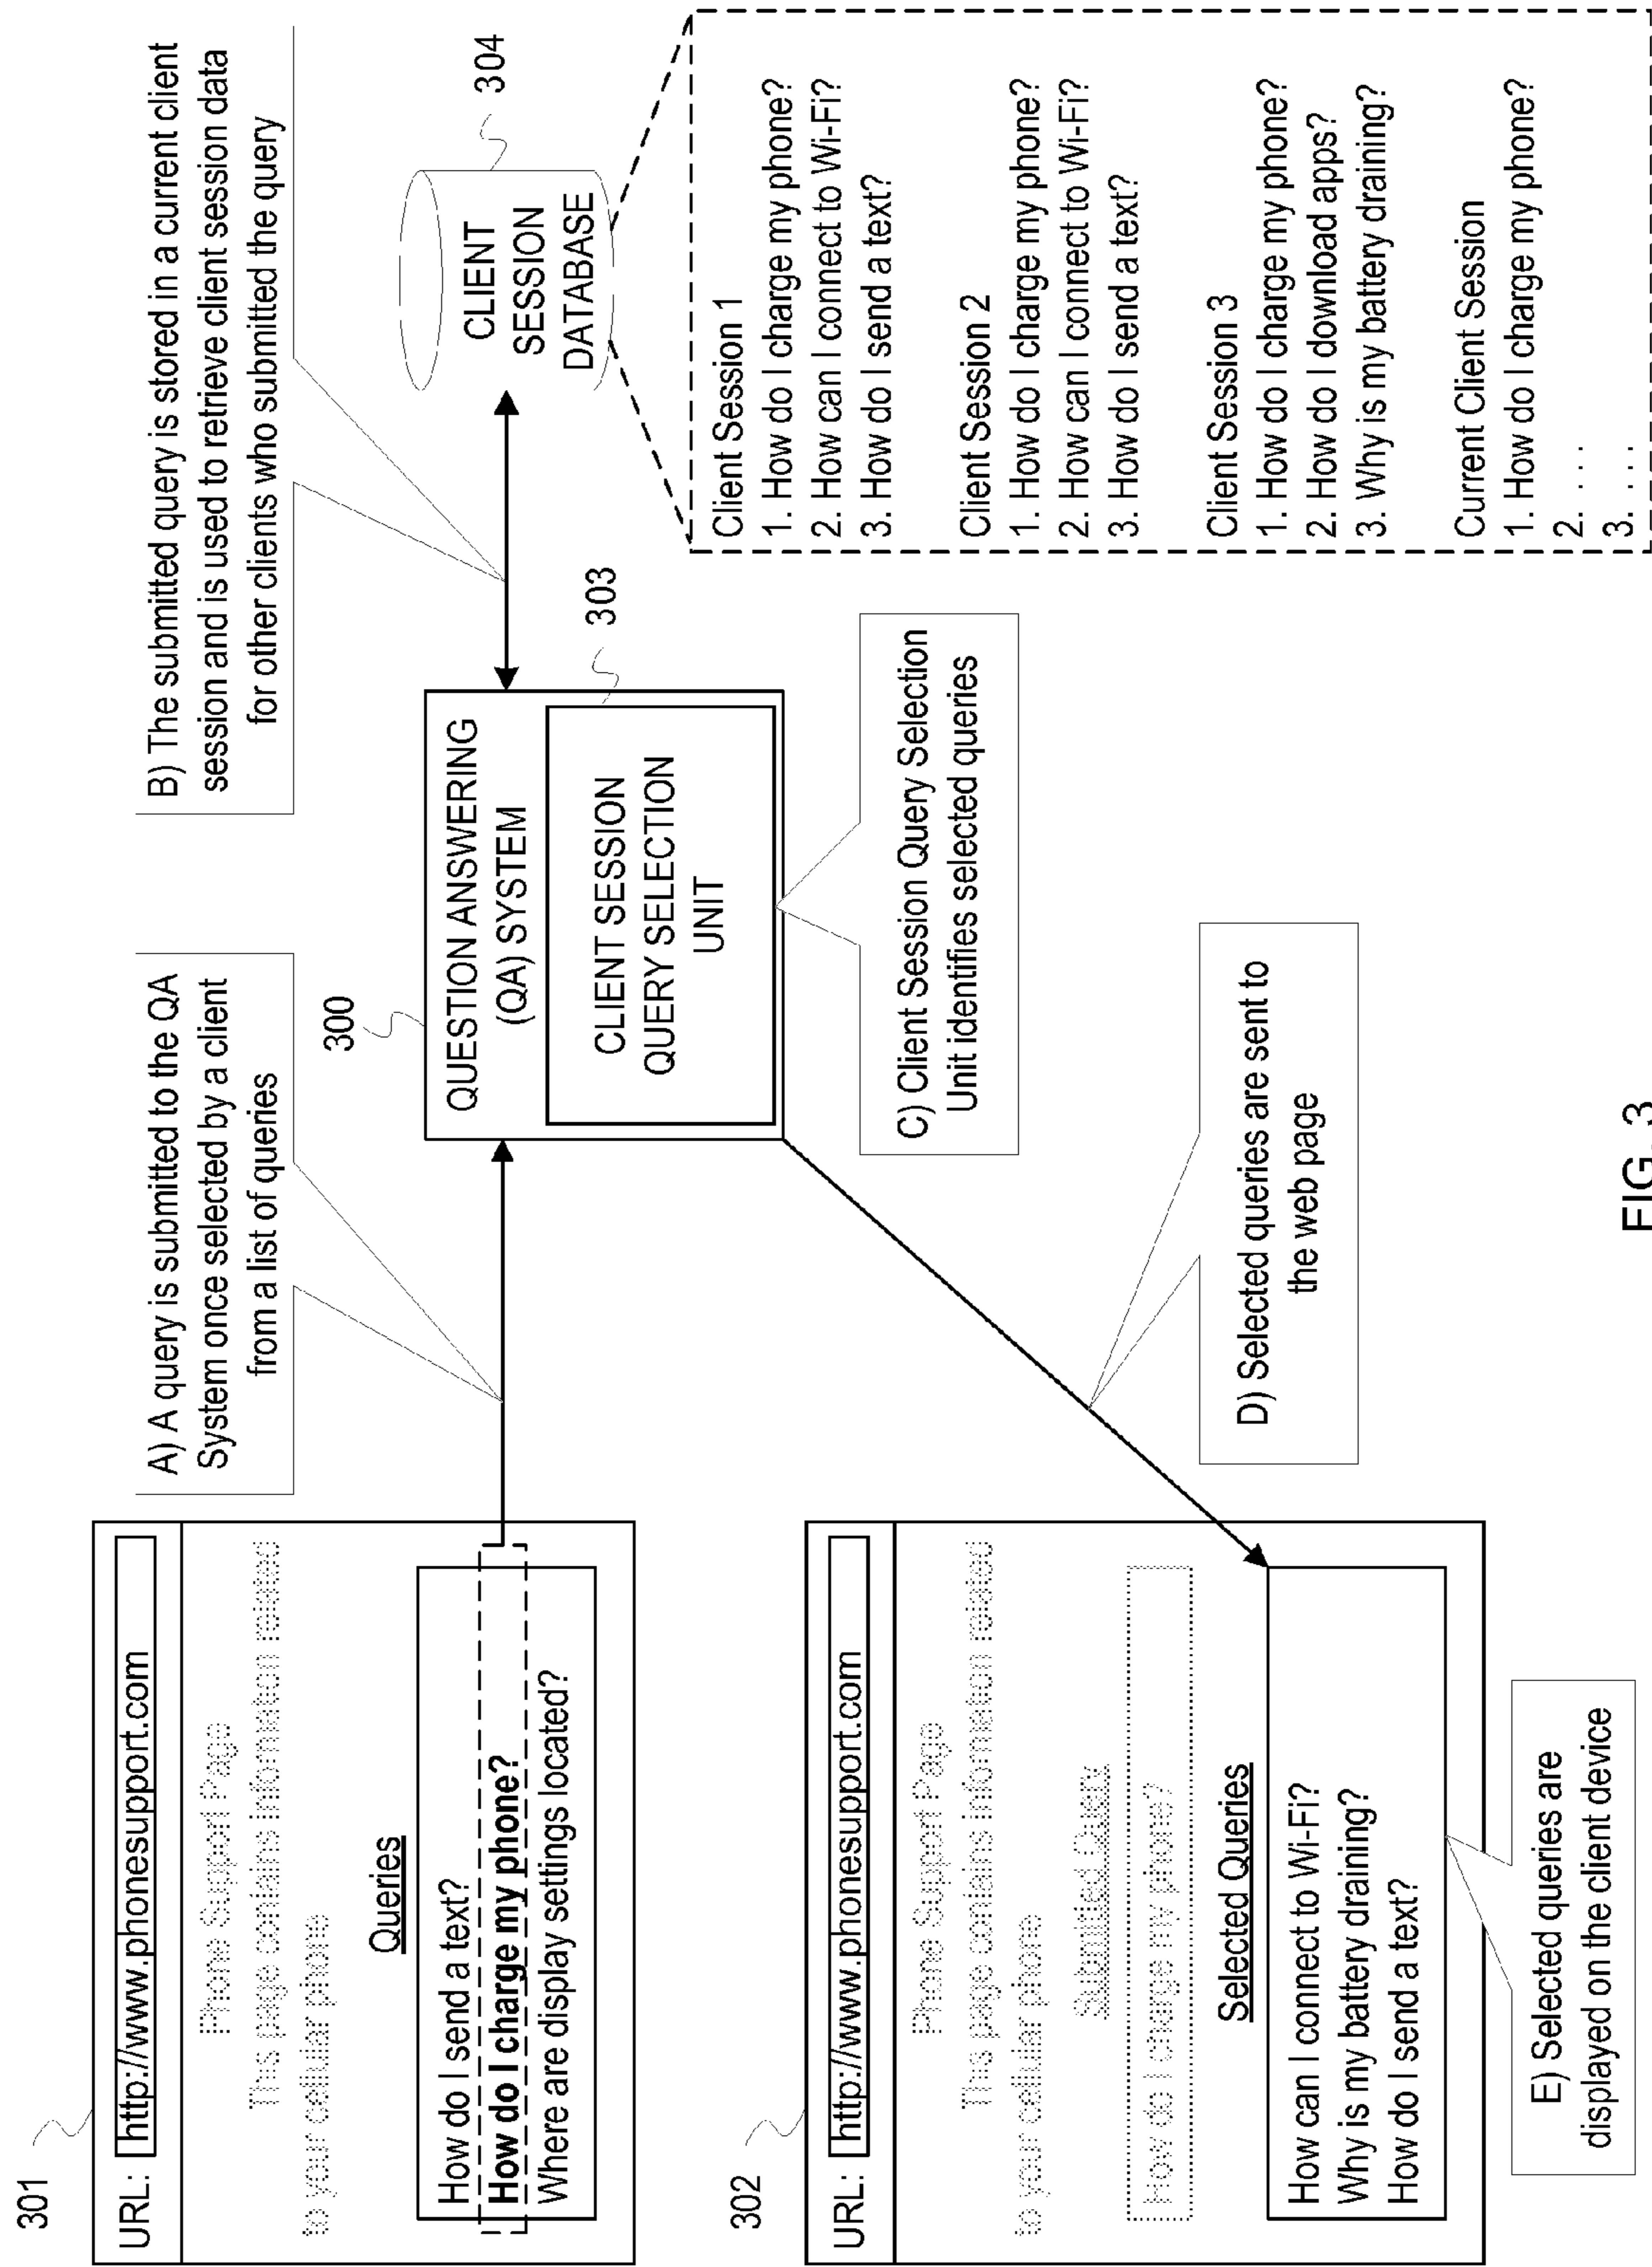 301
URL: http://www.phonesupport.com
Phone Support Page
This page contains information related
to your cellular phone
Queries
How do I send a text?
How do I charge my phone?
Where are display settings located?
A) A query is submitted to the QA
System once selected by a client
from a list of queries
300
QUESTION ANSWERING
(QA) SYSTEM
CLIENT SESSION
QUERY SELECTION
UNIT
303
B) The submitted query is stored in a current client
session and is used to retrieve client session data
for other clients who submitted the query
CLIENT
SESSION
DATABASE
304
Client Session 1
1. How do I charge my phone?
2. How can I connect to Wi-Fi?
3. How do I send a text?
Client Session 2
1. How do I charge my phone?
2. How can I connect to Wi-Fi?
3. How do I send a text?
Client Session 3
1. How do I charge my phone?
2. How do I download apps?
3. Why is my battery draining?
Current Client Session
1. How do I charge my phone?
2. . . .
3. . . .
C) Client Session Query Selection
Unit identifies selected queries
D) Selected queries are sent to
the web page
302
URL: http://www.phonesupport.com
Phone Support Page
This page contains information related
to your cellular phone
Submitted Query
How do I charge my phone?
Selected Queries
How can I connect to Wi-Fi?
Why is my battery draining?
How do I send a text?
E) Selected queries are
displayed on the client device
FIG. 3